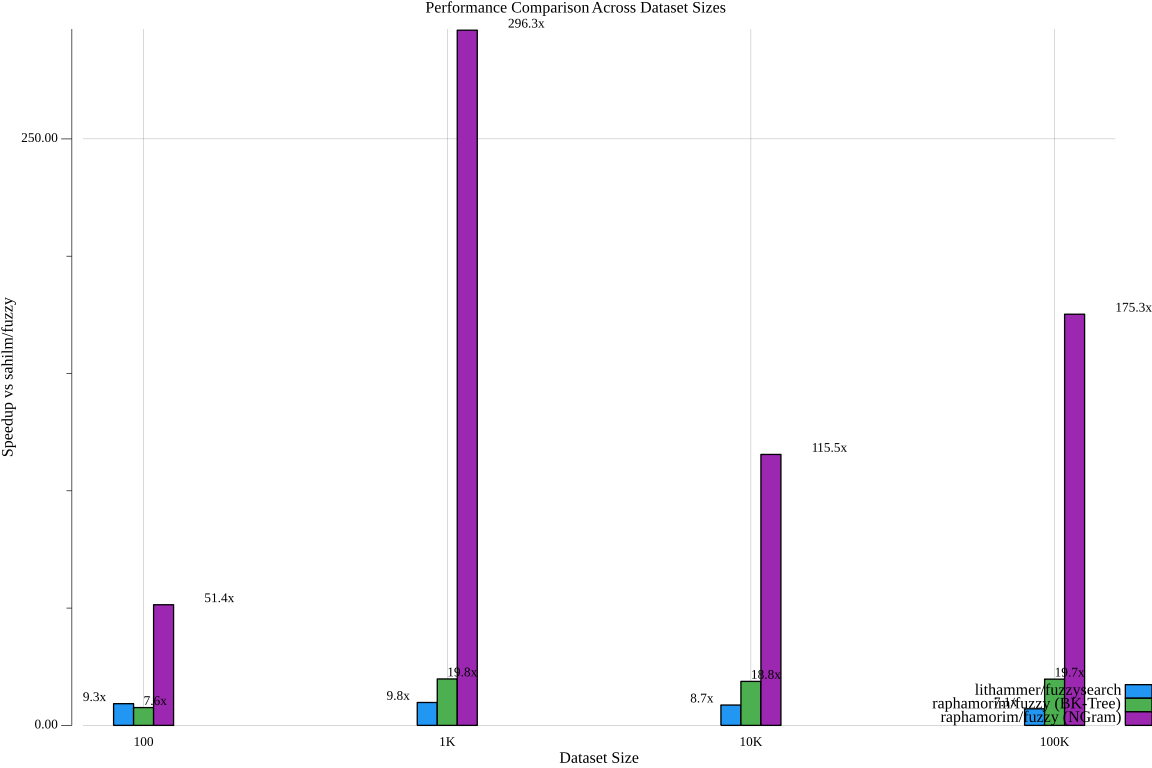 Performance Comparison Across Dataset Sizes
296.3x
250.00
175.3x
Speedup vs sahilm/fuzzy
115.5x
51.4x
9.3x
7.6x
9.8x
19.8x
8.7x
18.8x
19.7x
7.1x
lithammer/fuzzysearch
raphamorim/fuzzy (BK-Tree)
raphamorim/fuzzy (NGram)
0.00
100
1K
10K
100K
Dataset Size